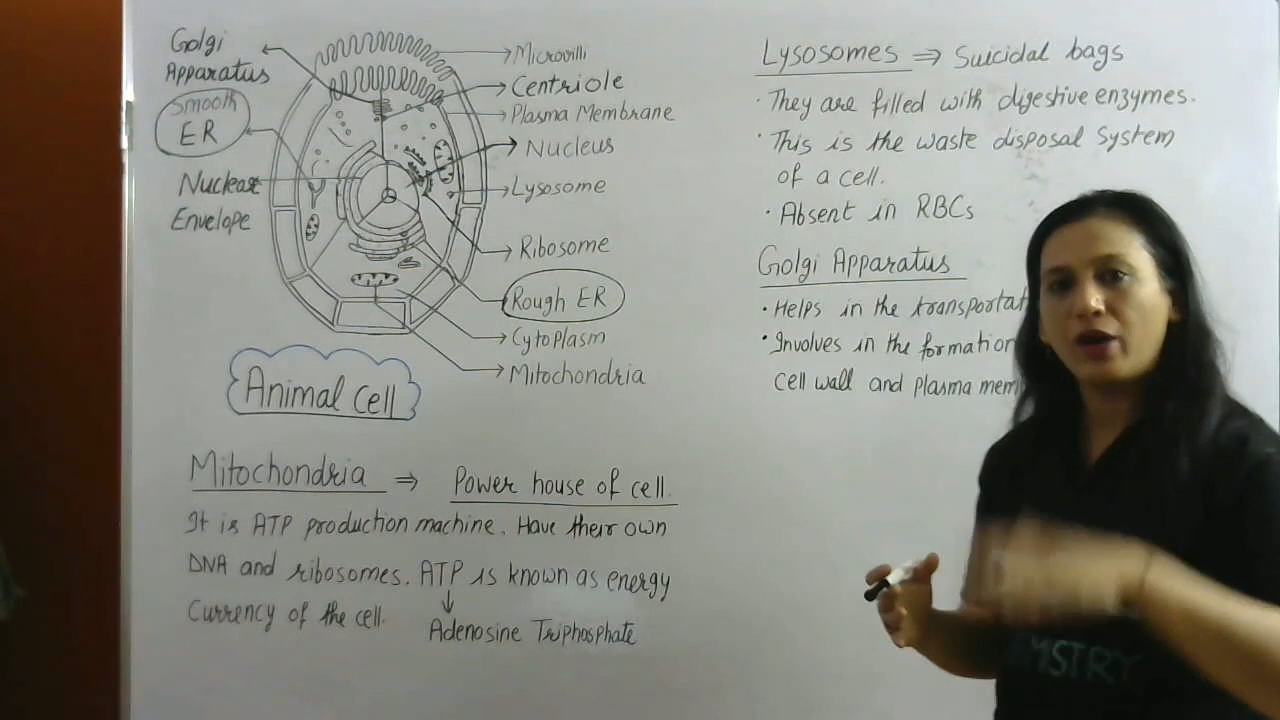 Golgi
Apparatus
Smooth
ER
Nuclear
Envelope
Microvilli
Centriole
Plasma Membrane
Nucleus
Lysosome
Ribosome
Rough ER
Cytoplasm
Mitochondria
Animal cell
Mitochondria ⇒ Power house of cell.
It is ATP production machine. Have their own
DNA and ribosomes. ATP is known as energy
Currency of the cell.
Adenosine Triphosphate
Lysosomes ⇒ Suicidal bags
· They are filled with digestive enzymes.
· This is the waste disposal System
of a cell.
· Absent in RBCs
Golgi Apparatus
· Helps in the
· Involves in the formation
cell wall and plasma